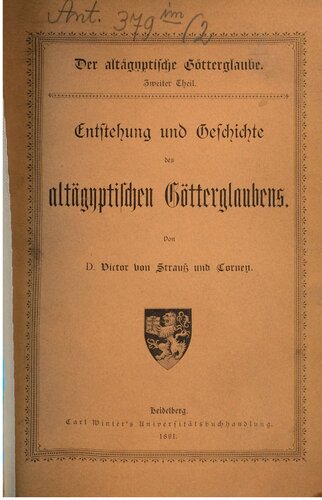 Ant. 379 im/2
Der altägyptische Götterglaube.
Zweiter Theil.
Entstehung und Geschichte
des
altägyptischen Götterglaubens.
Von
D. Victor von Strauß und Torney.
Heidelberg.
Carl Winter's Universitätsbuchhandlung.
1891.